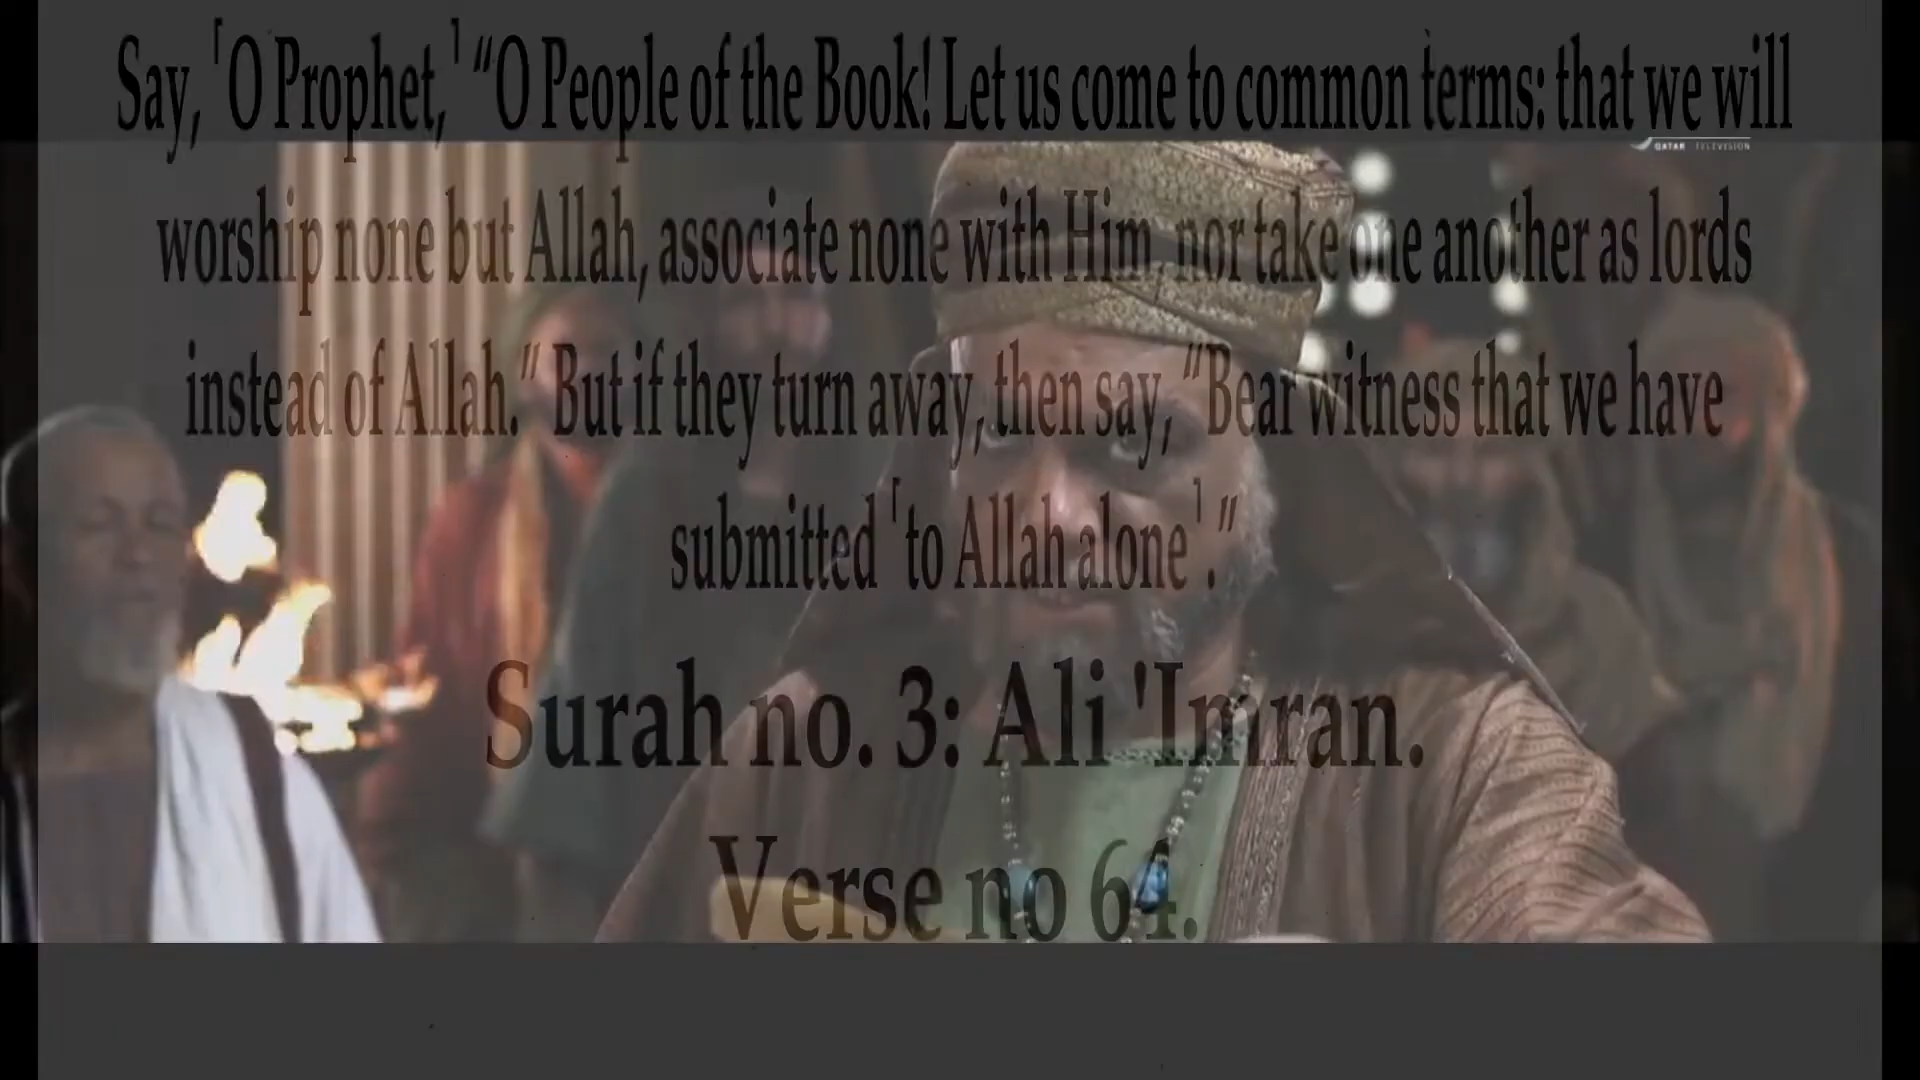 Say, ˹O Prophet,˺ “O People of the Book! Let us come to common terms: that we will
QATAR TELEVISION
worship none but Allah, associate none with Him, nor take one another as lords
instead of Allah.” But if they turn away, then say, “Bear witness that we have
submitted ˹to Allah alone˺.”
Surah no. 3: Ali 'Imran.
Verse no 64.